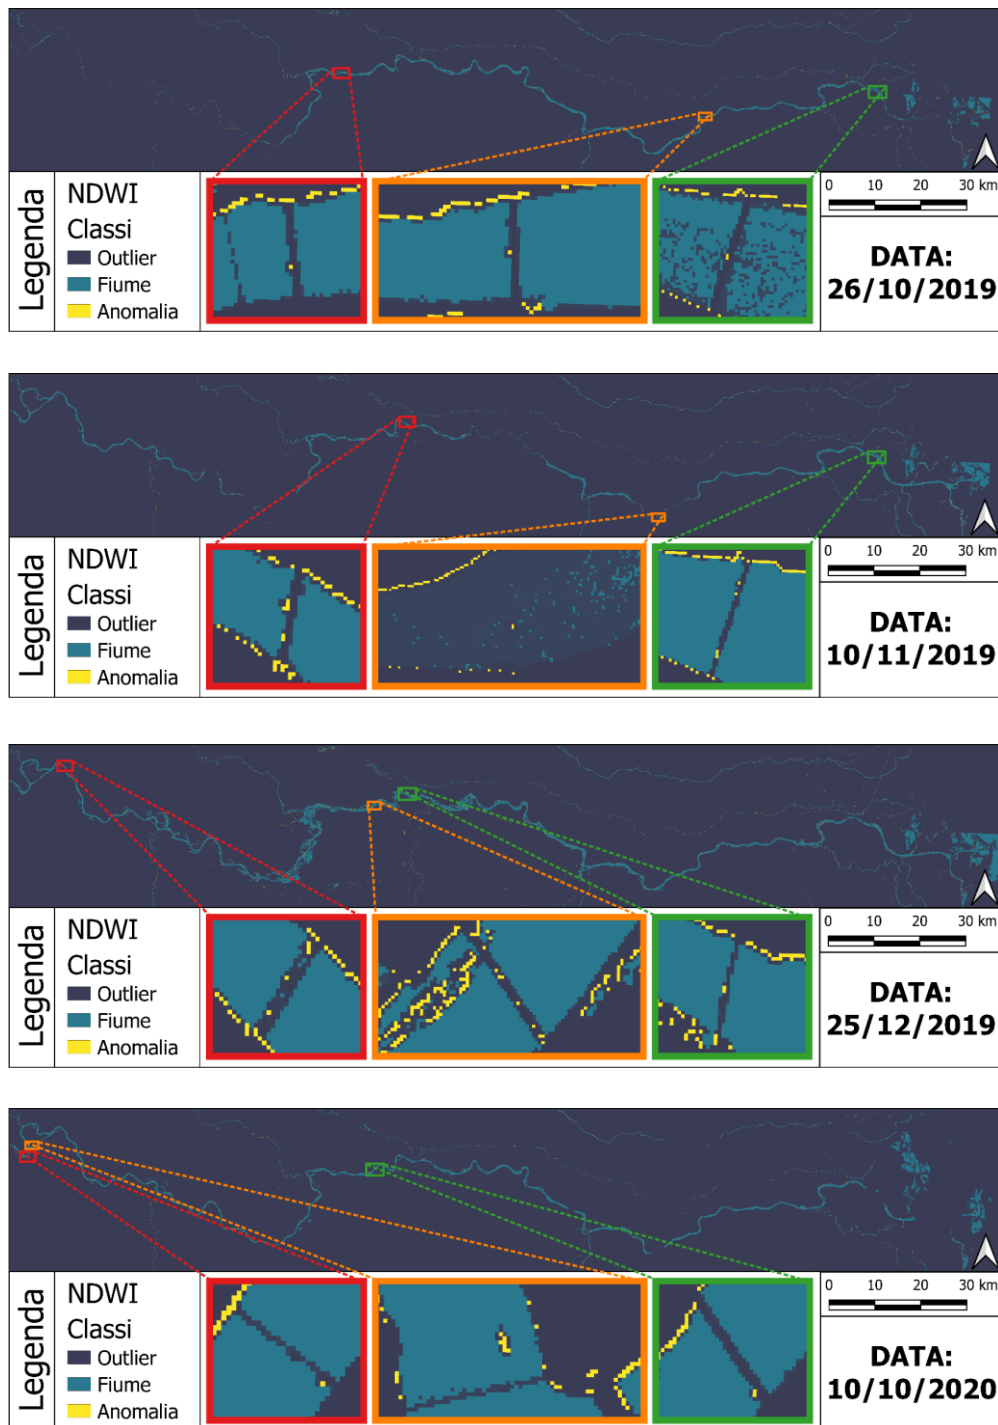 Legenda
NDWI
Classi
Outlier
Fiume
Anomalia
0 10 20 30 km
DATA:
26/10/2019
Legenda
NDWI
Classi
Outlier
Fiume
Anomalia
0 10 20 30 km
DATA:
10/11/2019
Legenda
NDWI
Classi
Outlier
Fiume
Anomalia
0 10 20 30 km
DATA:
25/12/2019
Legenda
NDWI
Classi
Outlier
Fiume
Anomalia
0 10 20 30 km
DATA:
10/10/2020